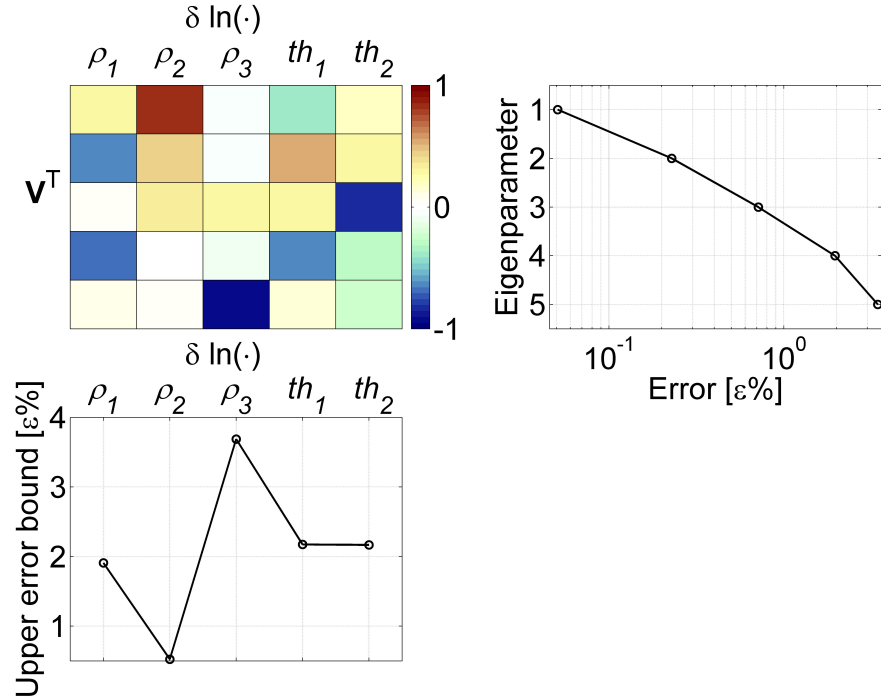 δ ln(·)
ρ1 ρ2 ρ3 th1 th2
1
0
-1
v^T
Eigenparameter
1
2
3
4
5
10^-1 10^0
Error [ε%]
δ ln(·)
ρ1 ρ2 ρ3 th1 th2
Upper error bound [ε%]
4
3
2
1